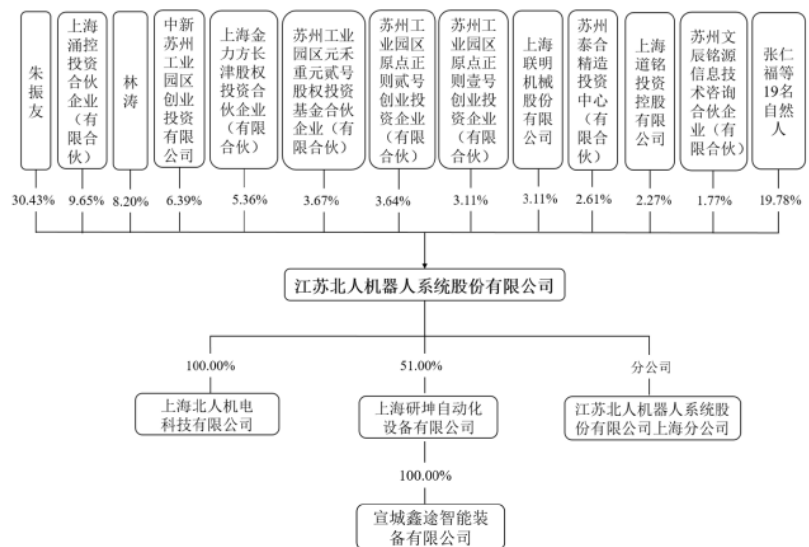 朱振友
上海涌控投资合伙企业（有限合伙）
林涛
中新苏州工业园区创业投资有限公司
上海金力方长津股权投资合伙企业（有限合伙）
苏州工业园区元禾重元贰号股权投资基金合伙企业（有限合伙）
苏州工业园区原点正则贰号创业投资企业（有限合伙）
苏州工业园区原点正则壹号创业投资企业（有限合伙）
上海联明机械股份有限公司
苏州泰合精造投资中心（有限合伙）
上海道铭投资控股有限公司
苏州文辰铭源信息技术咨询合伙企业（有限合伙）
张仁福等19名自然人
30.43%
9.65%
8.20%
6.39%
5.36%
3.67%
3.64%
3.11%
3.11%
2.61%
2.27%
1.77%
19.78%
江苏北人机器人系统股份有限公司
100.00%
51.00%
分公司
上海北人机电
科技有限公司
上海研坤自动化
设备有限公司
江苏北人机器人系统股
份有限公司上海分公司
100.00%
宣城鑫途智能装
备有限公司